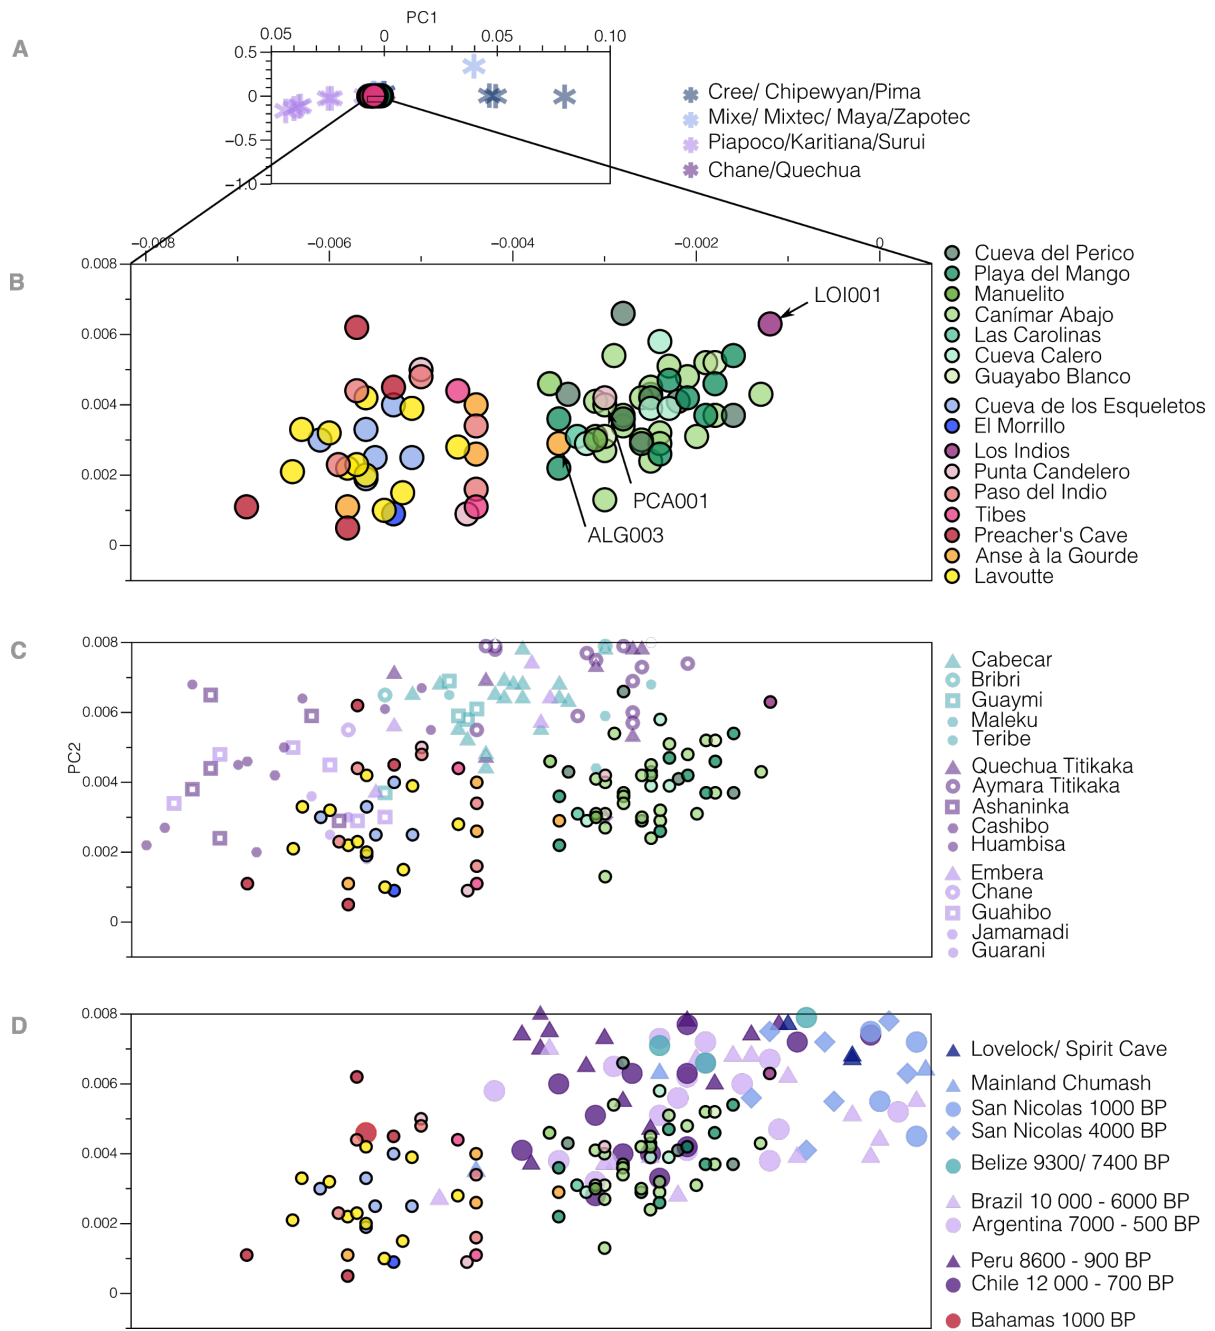 A
PC1
0.05
0
0.05
0.10
0.5
0
−0.5
−1.0
Cree/ Chipewyan/Pima
Mixe/ Mixtec/ Maya/Zapotec
Piapoco/Karitiana/Surui
Chane/Quechua
−0.008
−0.006
−0.004
−0.002
0
B
0.008
0.006
0.004
0.002
0
LOI001
PCA001
ALG003
Cueva del Perico
Playa del Mango
Manuelito
Canímar Abajo
Las Carolinas
Cueva Calero
Guayabo Blanco
Cueva de los Esqueletos
El Morrillo
Los Indios
Punta Candelero
Paso del Indio
Tibes
Preacher's Cave
Anse à la Gourde
Lavoutte
C
0.008
0.006
0.004
0.002
0
PC2
Cabecar
Bribri
Guaymi
Maleku
Teribe
Quechua Titikaka
Aymara Titikaka
Ashaninka
Cashibo
Huambisa
Embera
Chane
Guahibo
Jamamadi
Guarani
D
0.008
0.006
0.004
0.002
0
Lovelock/ Spirit Cave
Mainland Chumash
San Nicolas 1000 BP
San Nicolas 4000 BP
Belize 9300/ 7400 BP
Brazil 10 000 - 6000 BP
Argentina 7000 - 500 BP
Peru 8600 - 900 BP
Chile 12 000 - 700 BP
Bahamas 1000 BP